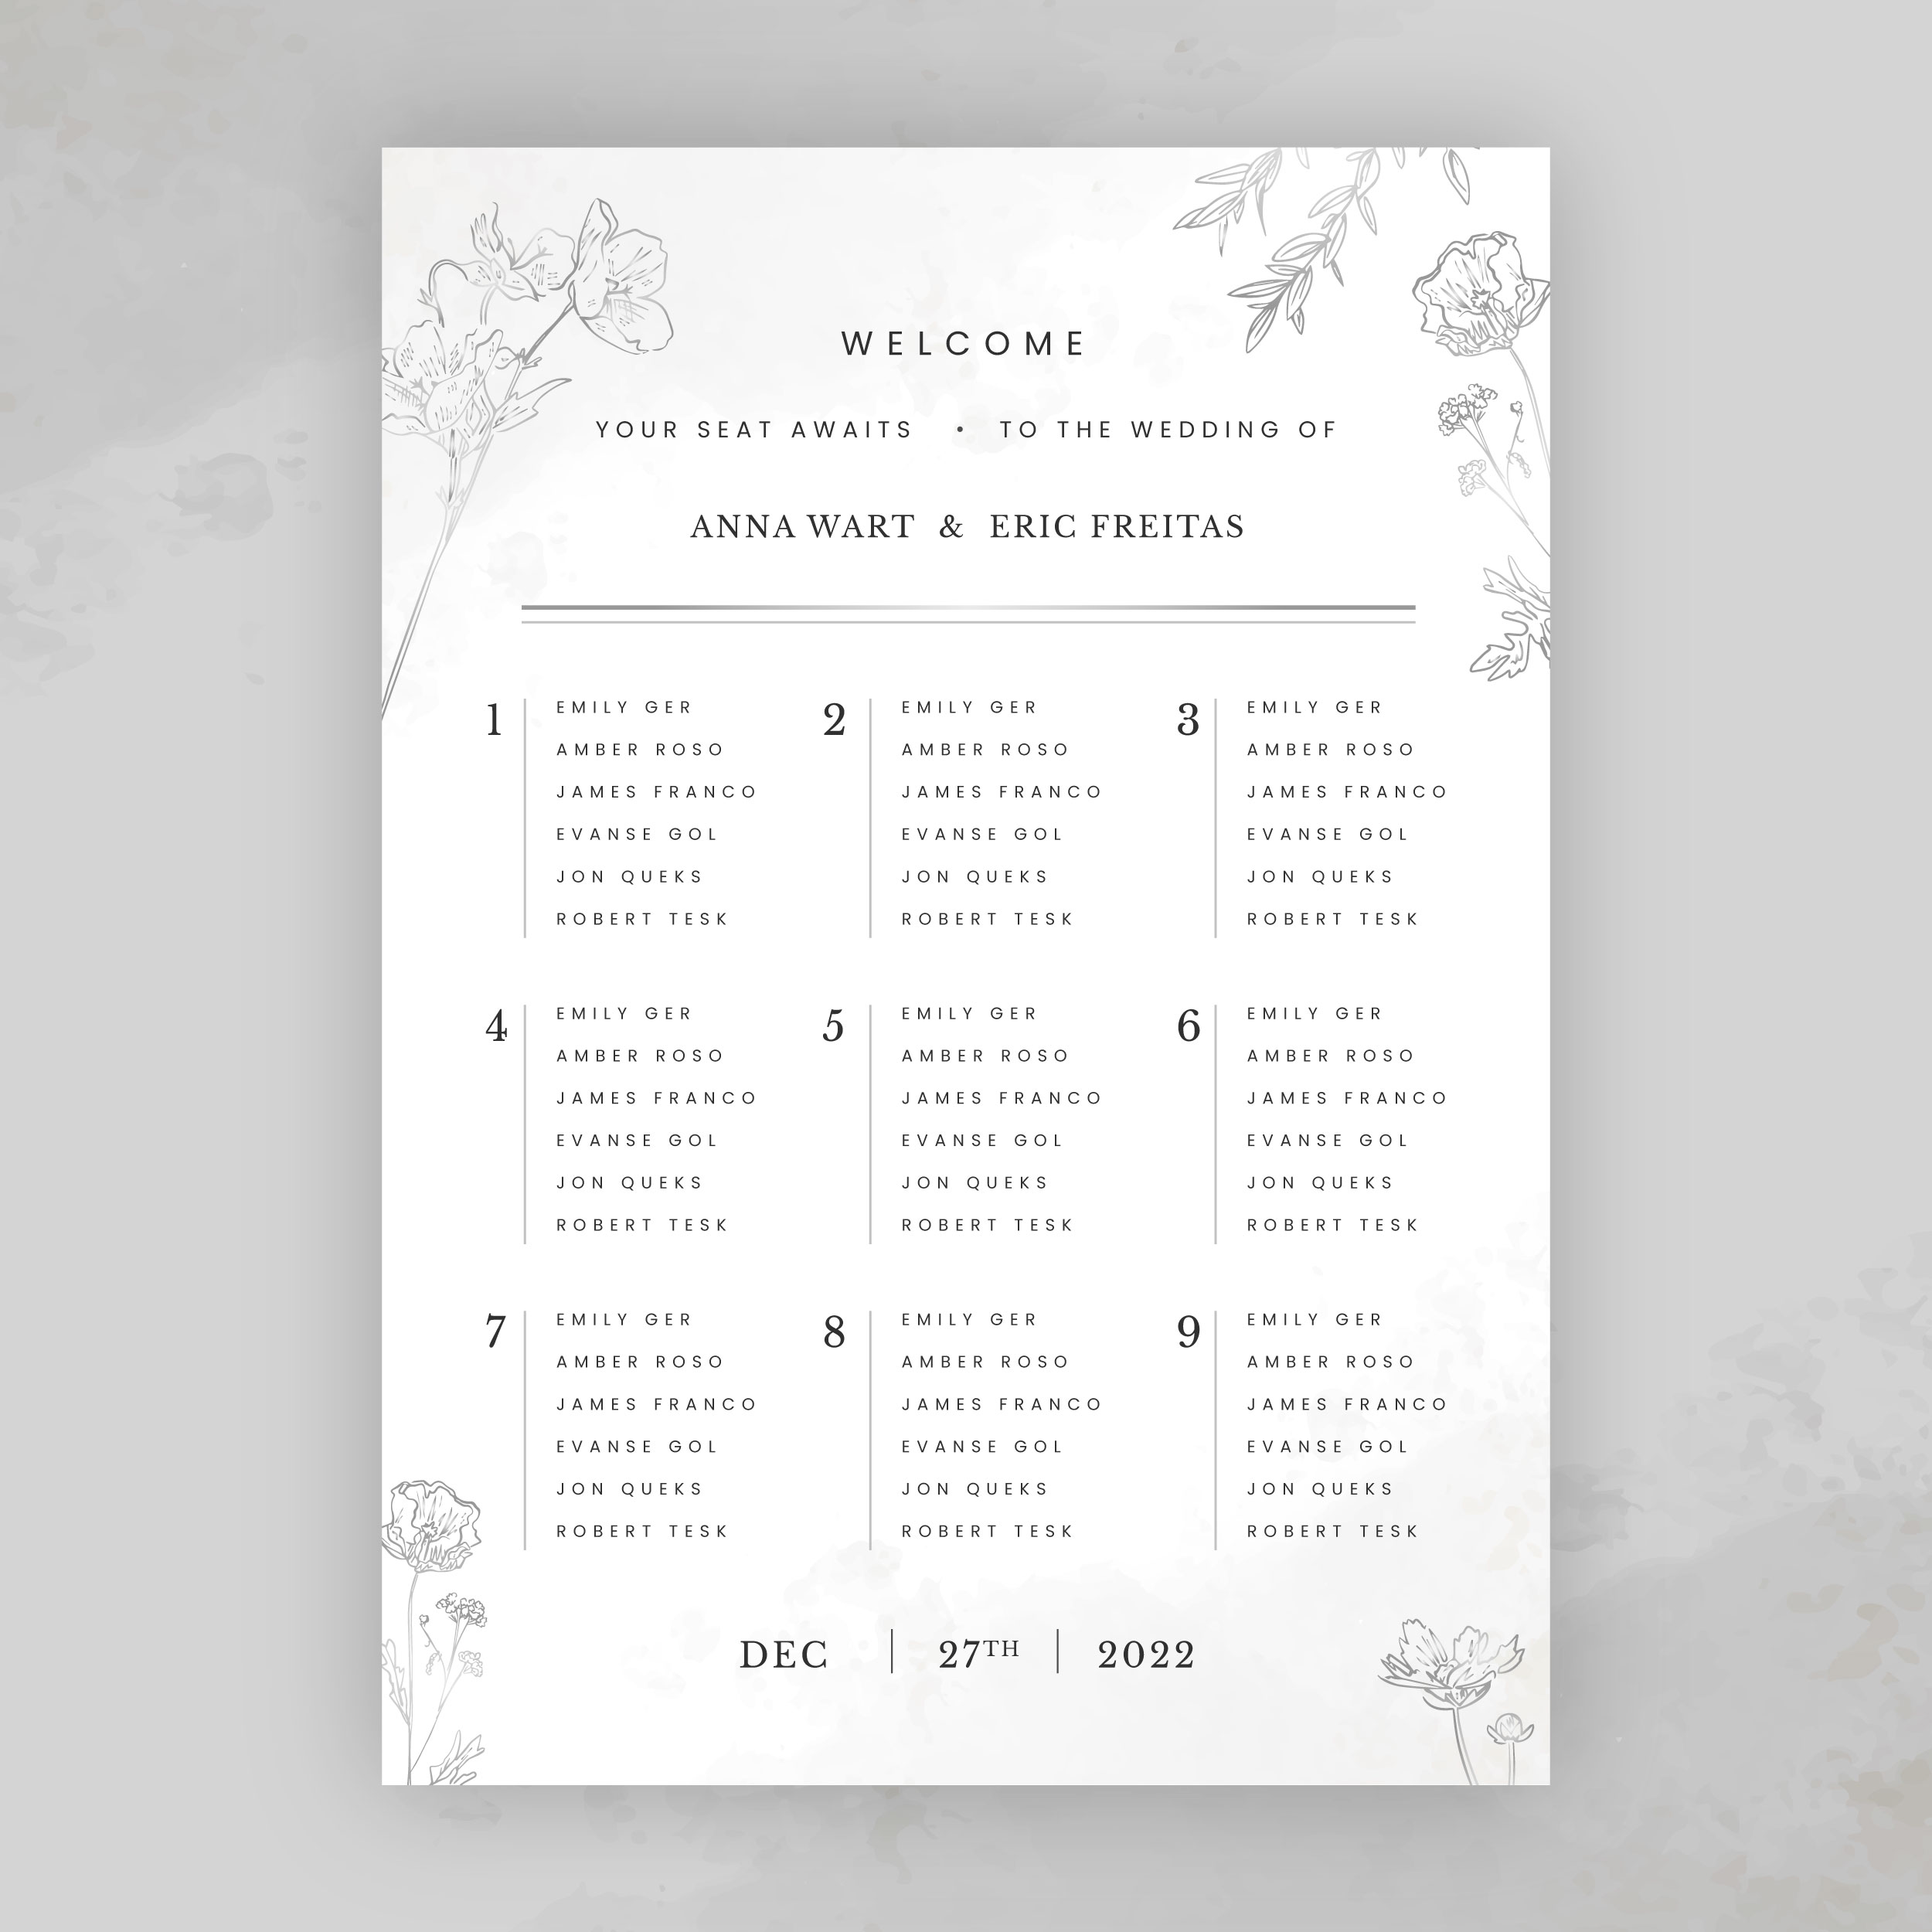 WELCOME
YOUR SEAT AWAITS • TO THE WEDDING OF
ANNA WART & ERIC FREITAS
1
EMILY GER
AMBER ROSO
JAMES FRANCO
EVANSE GOL
JON QUEKS
ROBERT TESK
2
EMILY GER
AMBER ROSO
JAMES FRANCO
EVANSE GOL
JON QUEKS
ROBERT TESK
3
EMILY GER
AMBER ROSO
JAMES FRANCO
EVANSE GOL
JON QUEKS
ROBERT TESK
4
EMILY GER
AMBER ROSO
JAMES FRANCO
EVANSE GOL
JON QUEKS
ROBERT TESK
5
EMILY GER
AMBER ROSO
JAMES FRANCO
EVANSE GOL
JON QUEKS
ROBERT TESK
6
EMILY GER
AMBER ROSO
JAMES FRANCO
EVANSE GOL
JON QUEKS
ROBERT TESK
7
EMILY GER
AMBER ROSO
JAMES FRANCO
EVANSE GOL
JON QUEKS
ROBERT TESK
8
EMILY GER
AMBER ROSO
JAMES FRANCO
EVANSE GOL
JON QUEKS
ROBERT TESK
9
EMILY GER
AMBER ROSO
JAMES FRANCO
EVANSE GOL
JON QUEKS
ROBERT TESK
DEC | 27TH | 2022